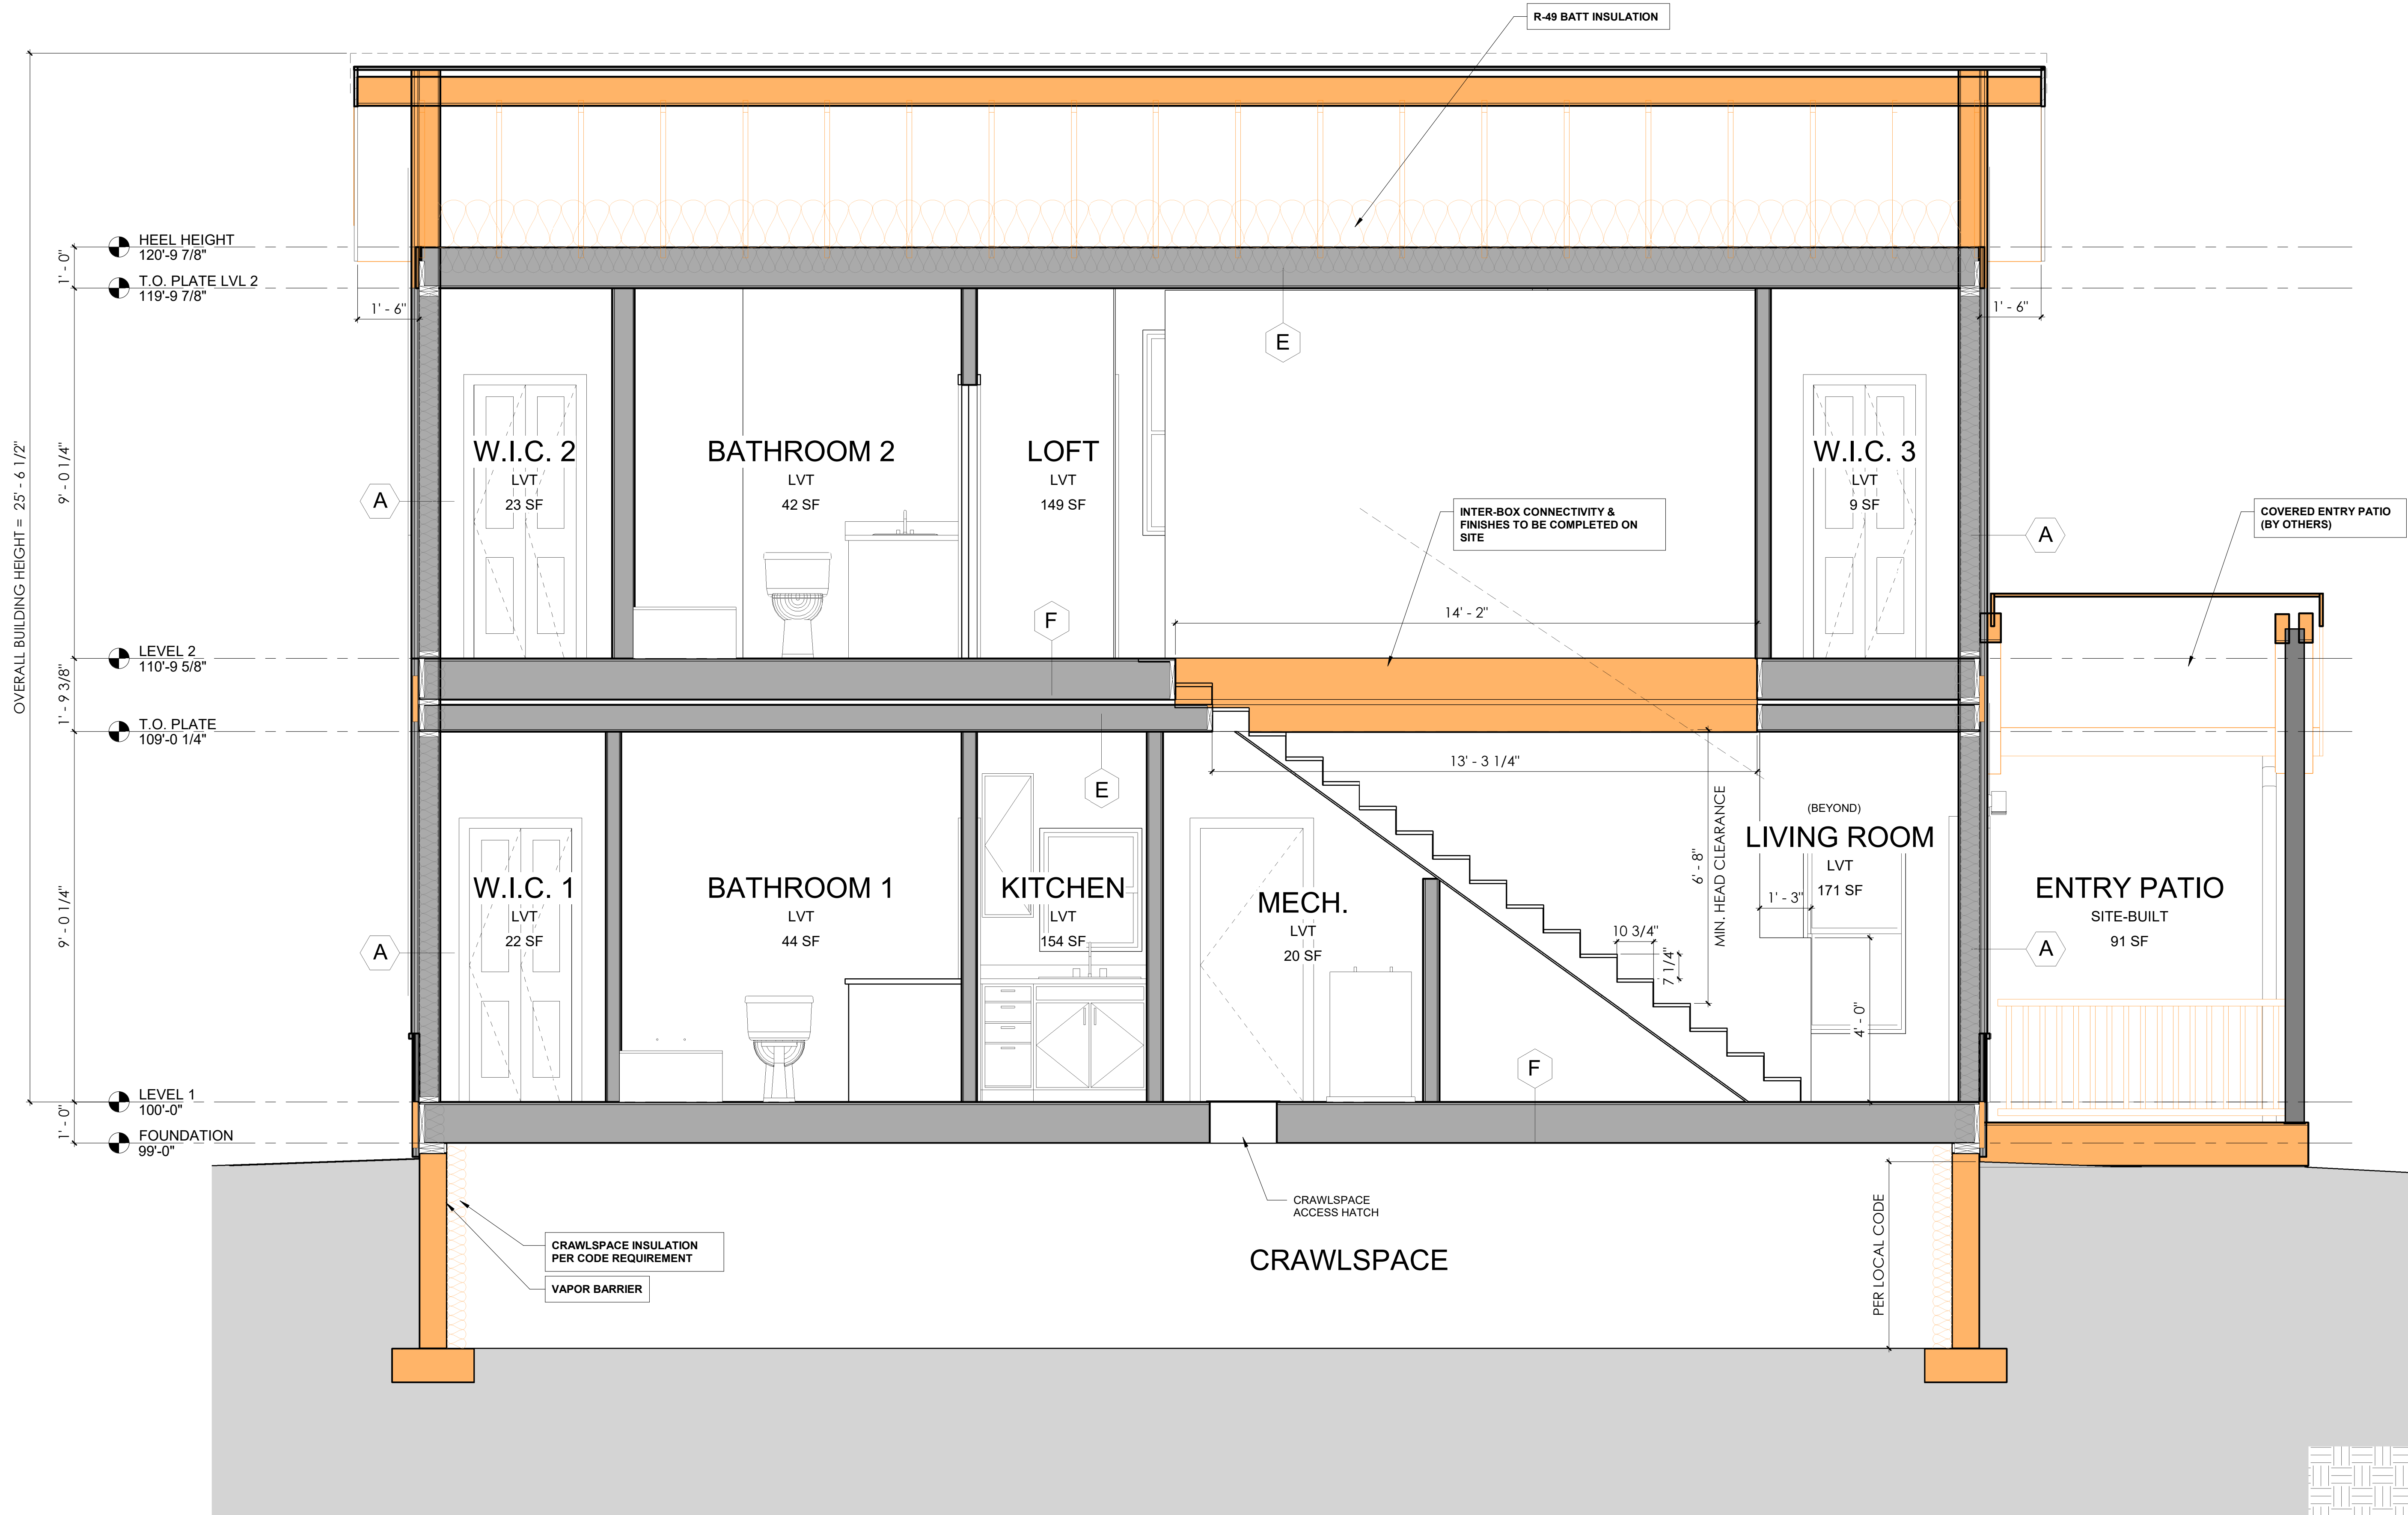 R-49 BATT INSULATION
HEEL HEIGHT
120'-9 7/8"
1' - 0"
T.O. PLATE LVL 2
119'-9 7/8"
1' - 6"
1' - 6"
E
OVERALL BUILDING HEIGHT = 25' - 6 1/2"
9' - 0 1/4"
W.I.C. 2
LVT
23 SF
BATHROOM 2
LVT
42 SF
LOFT
LVT
149 SF
W.I.C. 3
LVT
9 SF
A
A
INTER-BOX CONNECTIVITY &
FINISHES TO BE COMPLETED ON
SITE
COVERED ENTRY PATIO
(BY OTHERS)
F
14' - 2"
LEVEL 2
110'-9 5/8"
1' - 9 3/8"
T.O. PLATE
109'-0 1/4"
13' - 3 1/4"
E
6' - 8"
MIN. HEAD CLEARANCE
9' - 0 1/4"
W.I.C. 1
LVT
22 SF
BATHROOM 1
LVT
44 SF
KITCHEN
LVT
154 SF
MECH.
LVT
20 SF
(BEYOND)
LIVING ROOM
LVT
171 SF
1' - 3"
ENTRY PATIO
SITE-BUILT
91 SF
A
A
10 3/4"
7 1/4"
4' - 0"
F
LEVEL 1
100'-0"
1' - 0"
FOUNDATION
99'-0"
CRAWLSPACE
ACCESS HATCH
CRAWLSPACE INSULATION
PER CODE REQUIREMENT
VAPOR BARRIER
CRAWLSPACE
PER LOCAL CODE